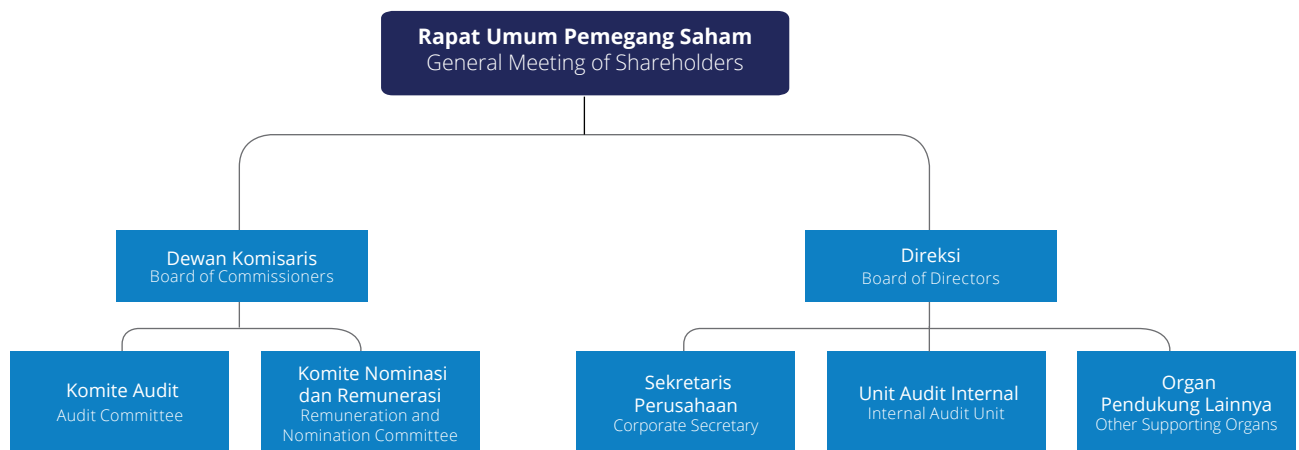 Rapat Umum Pemegang Saham
General Meeting of Shareholders
Dewan Komisaris
Board of Commissioners
Direksi
Board of Directors
Komite Audit
Audit Committee
Komite Nominasi
dan Remunerasi
Remuneration and
Nomination Committee
Sekretaris
Perusahaan
Corporate Secretary
Unit Audit Internal
Internal Audit Unit
Organ
Pendukung Lainnya
Other Supporting Organs